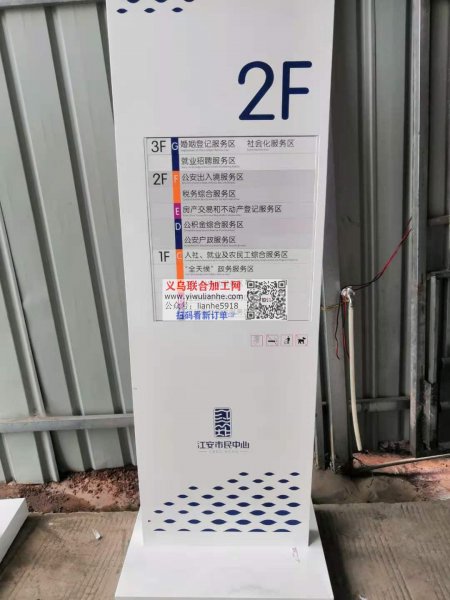 2F
3F G 婚姻登记服务区 社会化服务区
就业招聘服务区
2F F 公安出入境服务区
税务综合服务区
E 房产交易和不动产登记服务区
D 公积金综合服务区
公安户政服务区
1F C 人社、就业及农民工综合服务区
“全天候”政务服务区
义乌联合加工网
www.yiwulianhe.com
公众号：lianhe5918
扫码看新订单
江安市民中心